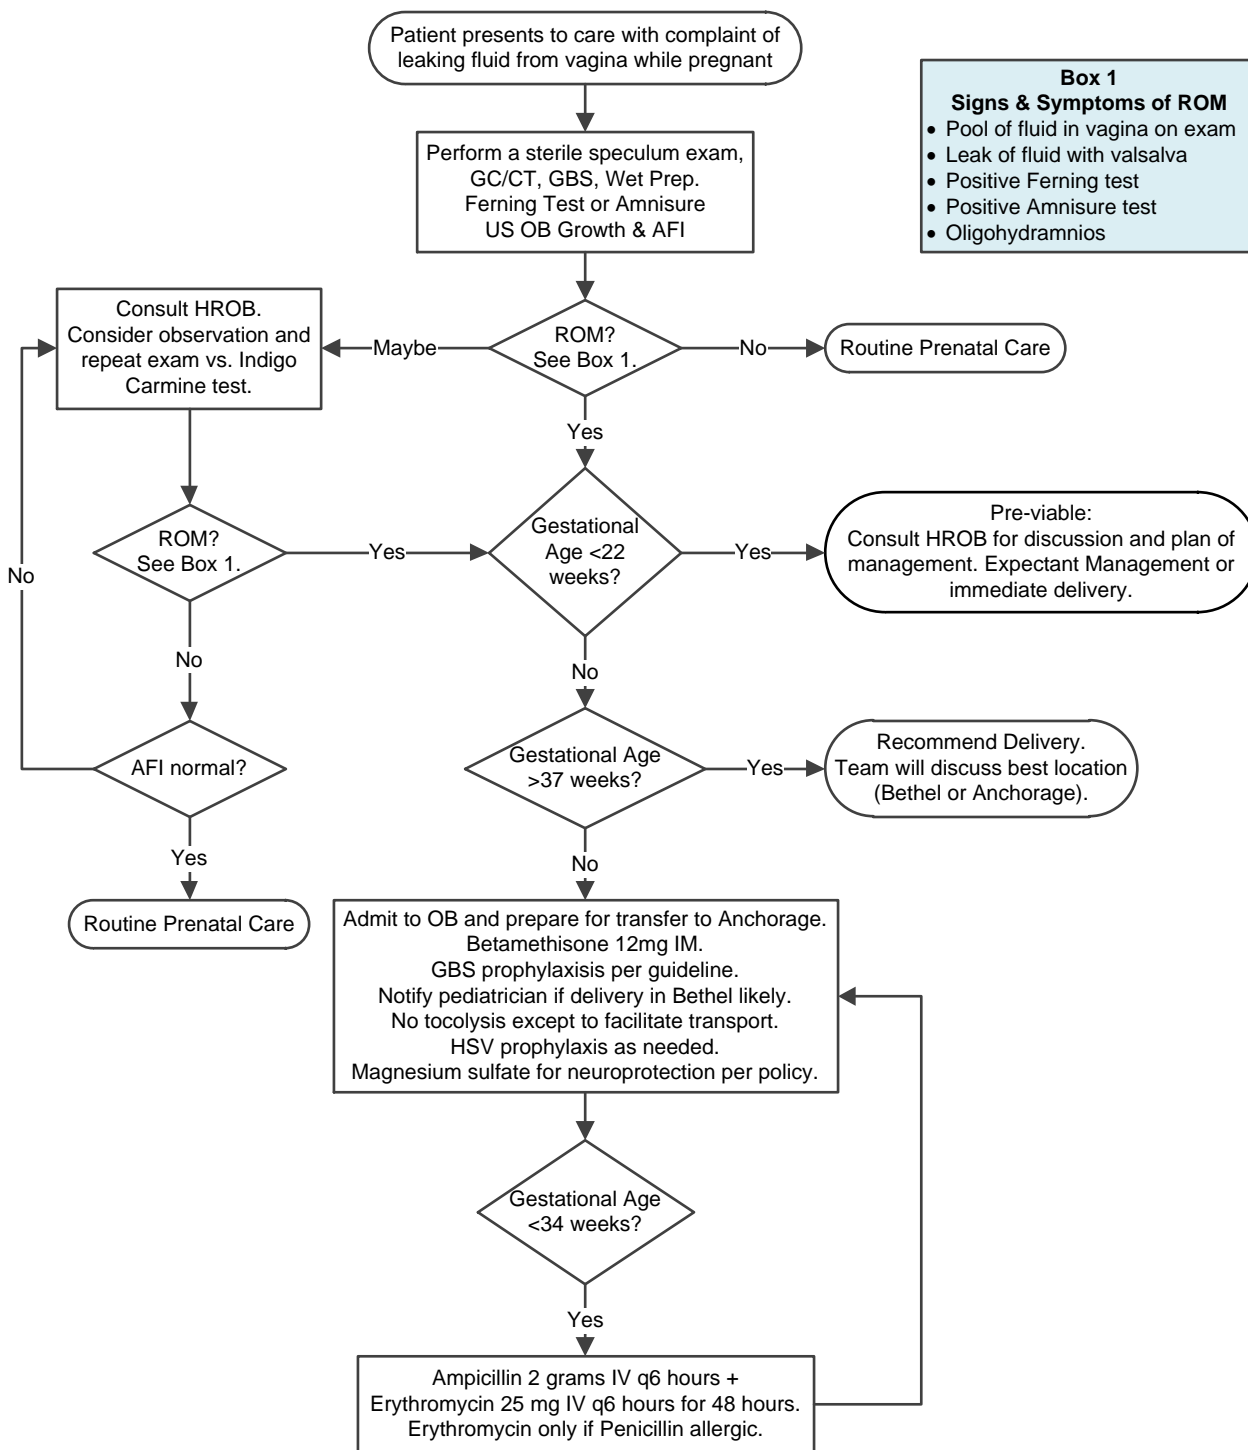 Patient presents to care with complaint of
leaking fluid from vagina while pregnant
Box 1
Signs & Symptoms of ROM
• Pool of fluid in vagina on exam
• Leak of fluid with valsalva
• Positive Ferning test
• Positive Amnisure test
• Oligohydramnios
Perform a sterile speculum exam,
GC/CT, GBS, Wet Prep.
Ferning Test or Amnisure
US OB Growth & AFI
Consult HROB.
Consider observation and
repeat exam vs. Indigo
Carmine test.
Maybe
ROM?
See Box 1.
No
Routine Prenatal Care
Yes
ROM?
See Box 1.
Yes
Gestational
Age <22
weeks?
Yes
Pre-viable:
Consult HROB for discussion and plan of
management. Expectant Management or
immediate delivery.
No
No
No
AFI normal?
Gestational Age
>37 weeks?
Yes
Recommend Delivery.
Team will discuss best location
(Bethel or Anchorage).
Yes
No
Routine Prenatal Care
Admit to OB and prepare for transfer to Anchorage.
Betamethisone 12mg IM.
GBS prophylaxisis per guideline.
Notify pediatrician if delivery in Bethel likely.
No tocolysis except to facilitate transport.
HSV prophylaxis as needed.
Magnesium sulfate for neuroprotection per policy.
Gestational Age
<34 weeks?
Yes
Ampicillin 2 grams IV q6 hours +
Erythromycin 25 mg IV q6 hours for 48 hours.
Erythromycin only if Penicillin allergic.